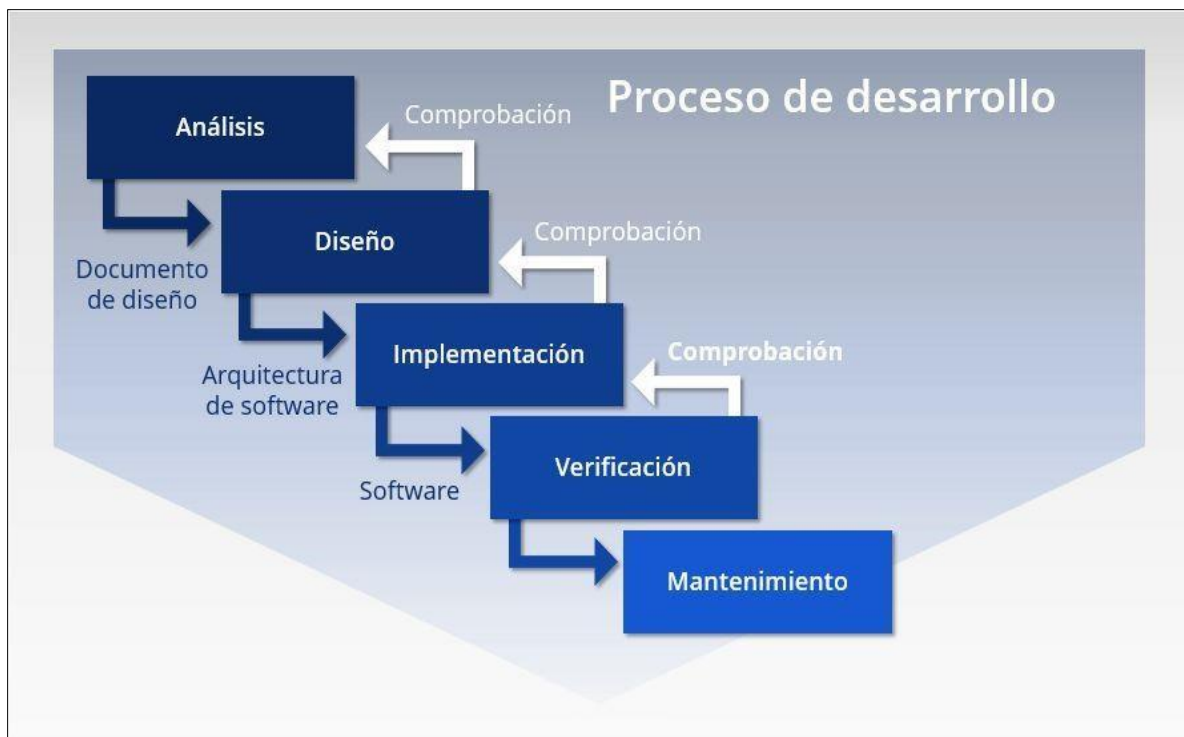 Proceso de desarrollo
Análisis
Comprobación
Diseño
Comprobación
Documento
de diseño
Implementación
Comprobación
Arquitectura
de software
Verificación
Software
Mantenimiento